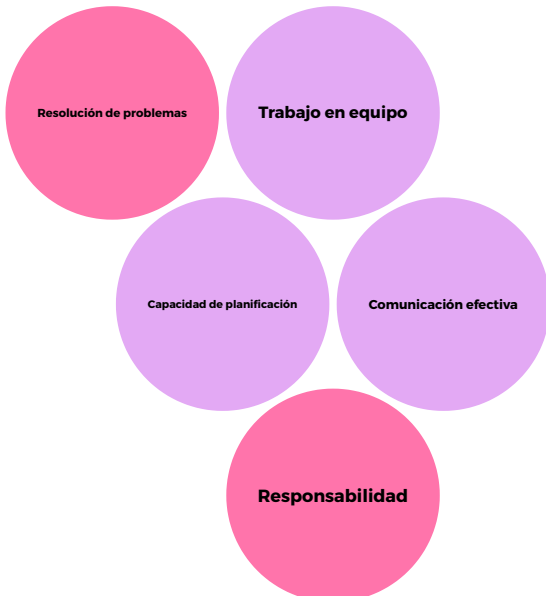 Resolución de problemas
Trabajo en equipo
Capacidad de planificación
Comunicación efectiva
Responsabilidad